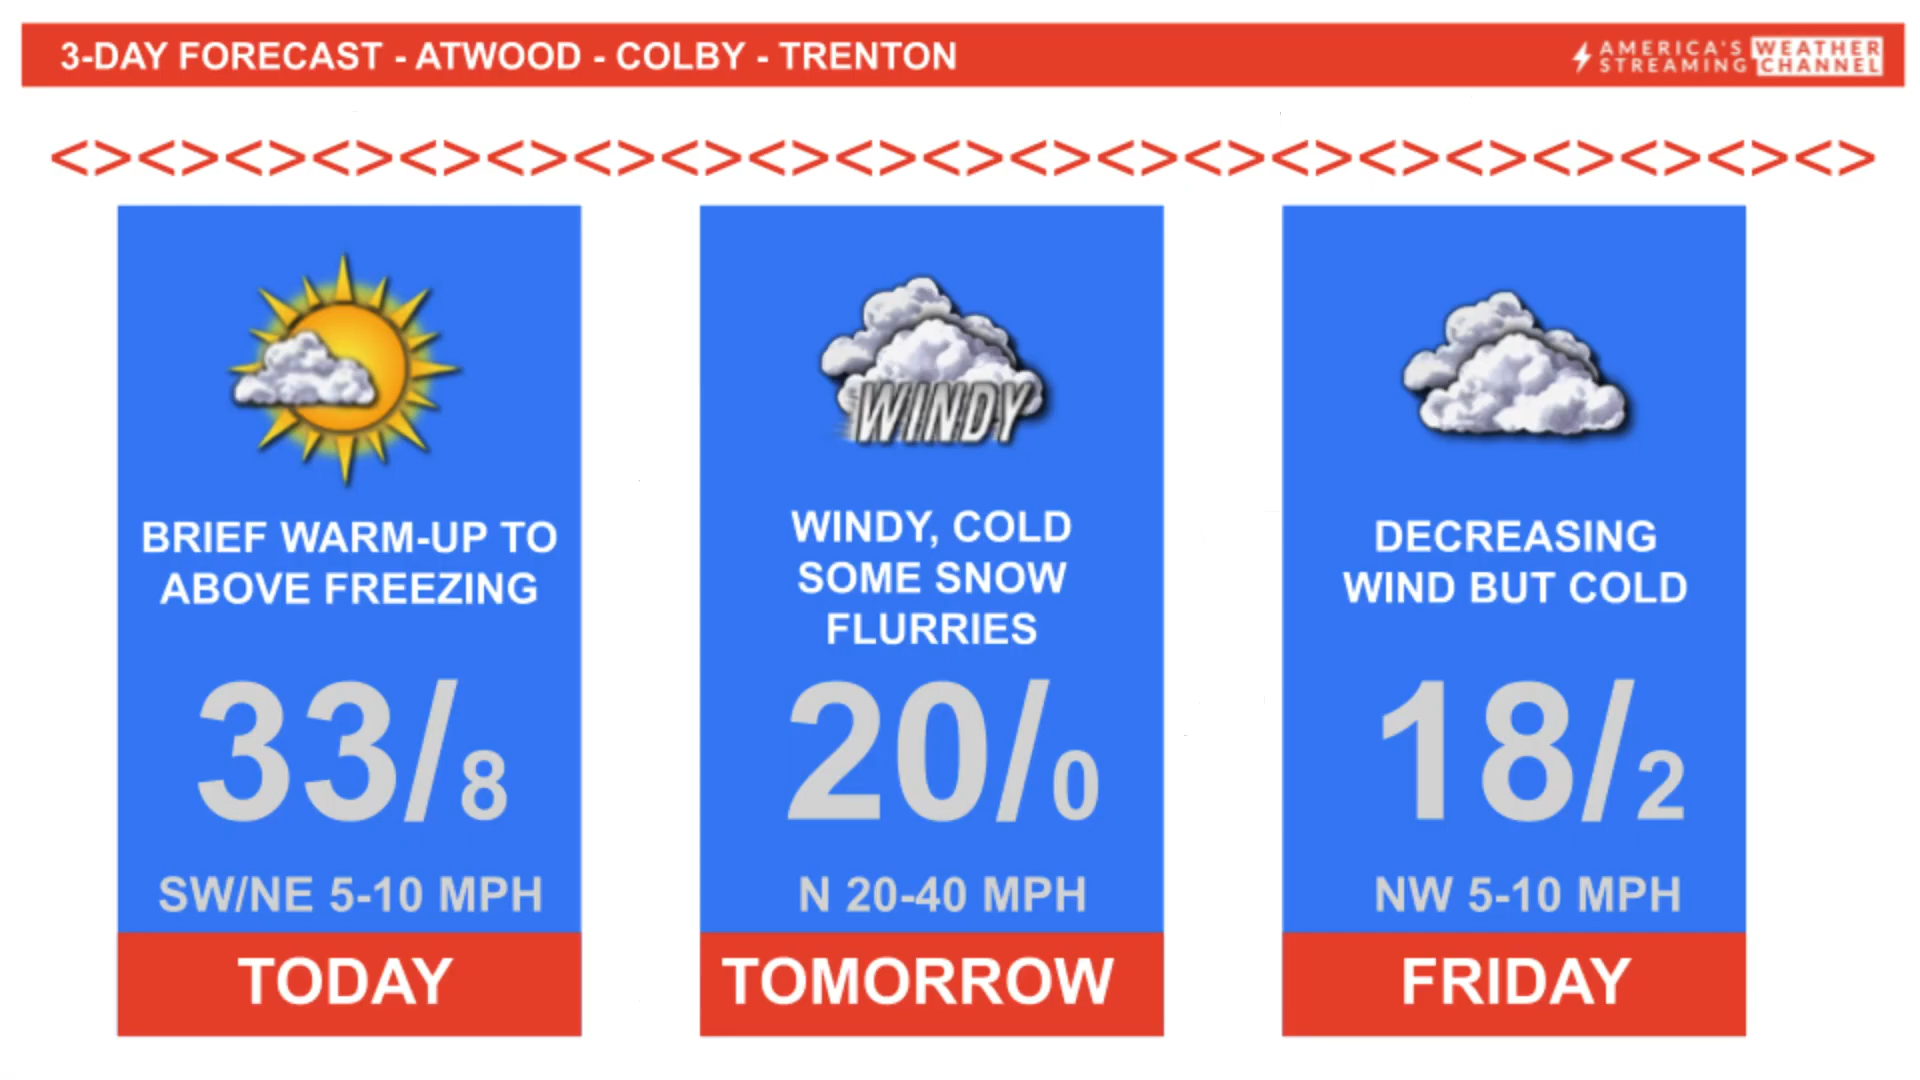 3-DAY FORECAST - ATWOOD - COLBY - TRENTON
AMERICA'S
STREAMING
WEATHER
CHANNEL
<><><><><><><><><><><><><><><><><><><><><>
BRIEF WARM-UP TO
ABOVE FREEZING
33/8
SW/NE 5-10 MPH
TODAY
WINDY
WINDY, COLD
SOME SNOW
FLURRIES
20/0
N 20-40 MPH
TOMORROW
DECREASING
WIND BUT COLD
18/2
NW 5-10 MPH
FRIDAY